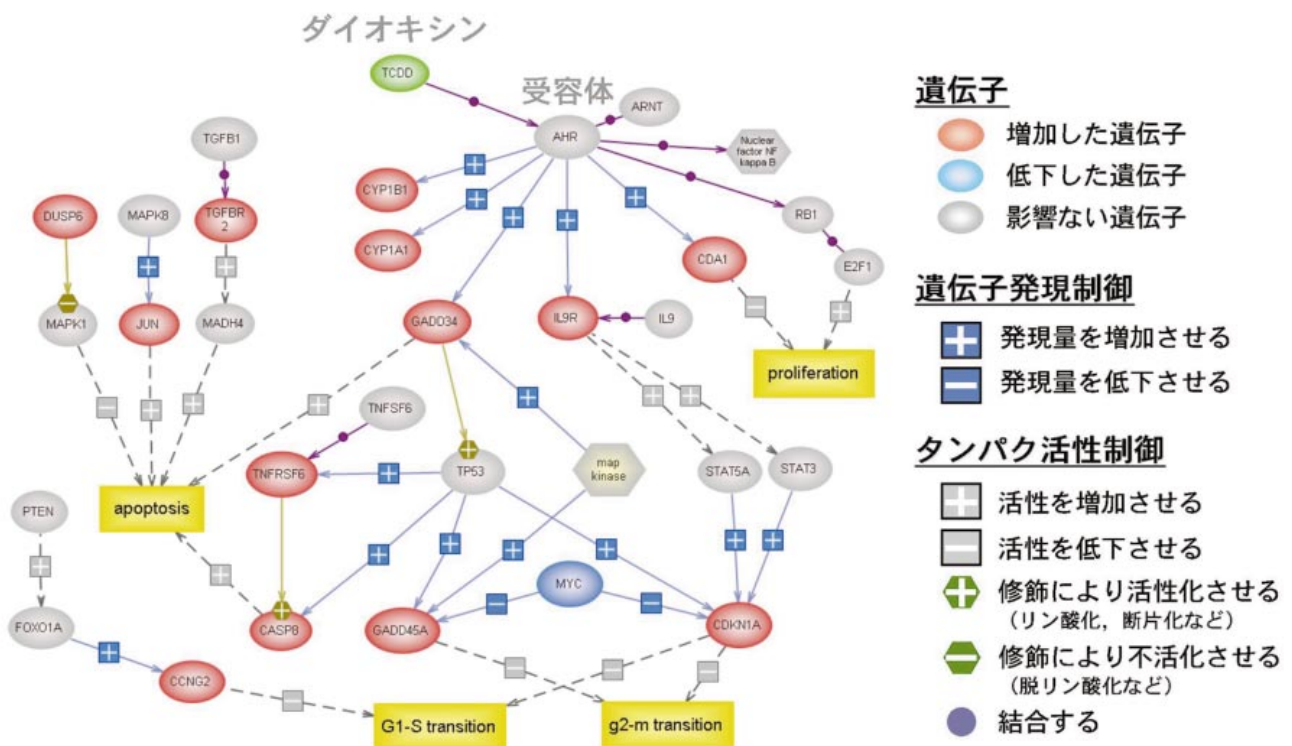 ダイオキシン
TCDD
受容体
ARNT
AHR
Nuclear
factor NF
kappa B
TGFB1
CYP1B1
DUSP6
MAPK8
TGFBR
2
RB1
CYP1A1
CDA1
E2F1
MAPK1
JUN
MADH4
GADD34
IL9R
IL9
proliferation
TNFSF6
TNFRSF6
TP53
map
kinase
STAT5A
STAT3
PTEN
apoptosis
MYC
FOXO1A
CASP8
GADD45A
CDKN1A
CCNG2
G1-S transition
g2-m transition
遺伝子
増加した遺伝子
低下した遺伝子
影響ない遺伝子
遺伝子発現制御
発現量を増加させる
発現量を低下させる
タンパク活性制御
活性を増加させる
活性を低下させる
修飾により活性化させる
(リン酸化,断片化など)
修飾により不活化させる
(脱リン酸化など)
結合する